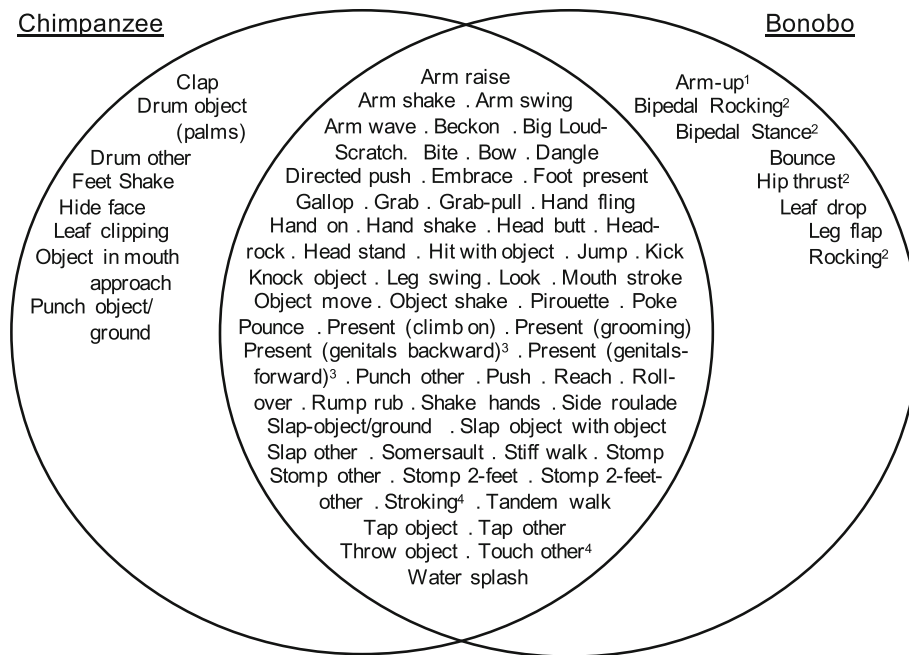 Chimpanzee
Bonobo
Clap
Drum object
(palms)
Drum other
Feet Shake
Hide face
Leaf clipping
Object in mouth
approach
Punch object/
ground
Arm raise
Arm shake . Arm swing
Arm wave . Beckon . Big Loud-
Scratch. Bite . Bow . Dangle
Directed push . Embrace . Foot present
Gallop . Grab . Grab-pull . Hand fling
Hand on . Hand shake . Head butt . Head-
rock . Head stand . Hit with object . Jump . Kick
Knock object . Leg swing . Look . Mouth stroke
Object move . Object shake . Pirouette . Poke
Pounce . Present (climb on) . Present (grooming)
Present (genitals backward)³ . Present (genitals-
forward)³ . Punch other . Push . Reach . Roll-
over . Rump rub . Shake hands . Side roulade
Slap-object/ground . Slap object with object
Slap other . Somersault . Stiff walk . Stomp
Stomp other . Stomp 2-feet . Stomp 2-feet-
other . Stroking⁴ . Tandem walk
Tap object . Tap other
Throw object . Touch other⁴
Water splash
Arm-up¹
Bipedal Rocking²
Bipedal Stance²
Bounce
Hip thrust²
Leaf drop
Leg flap
Rocking²